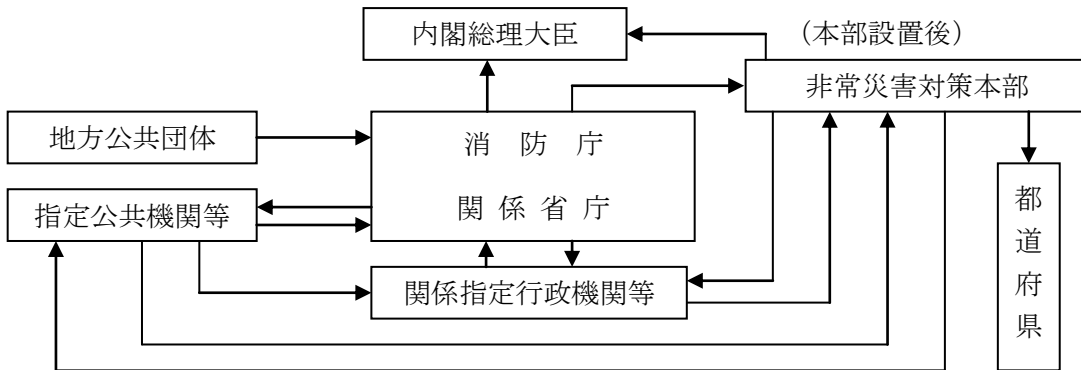 内閣総理大臣
（本部設置後）
非常災害対策本部
地方公共団体
消防庁
関係省庁
指定公共機関等
関係指定行政機関等
都道府県